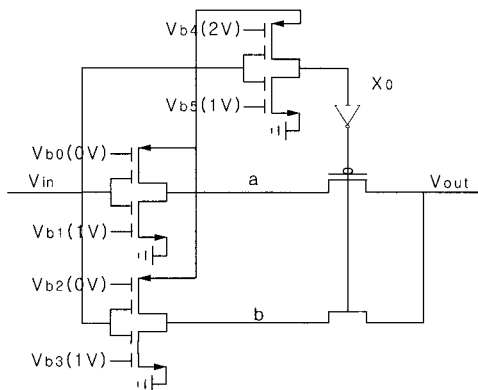 Vb4(2V)
X0
Vb5(1V)
Vb0(0V)
Vin
a
Vout
Vb1(1V)
Vb2(0V)
b
Vb3(1V)